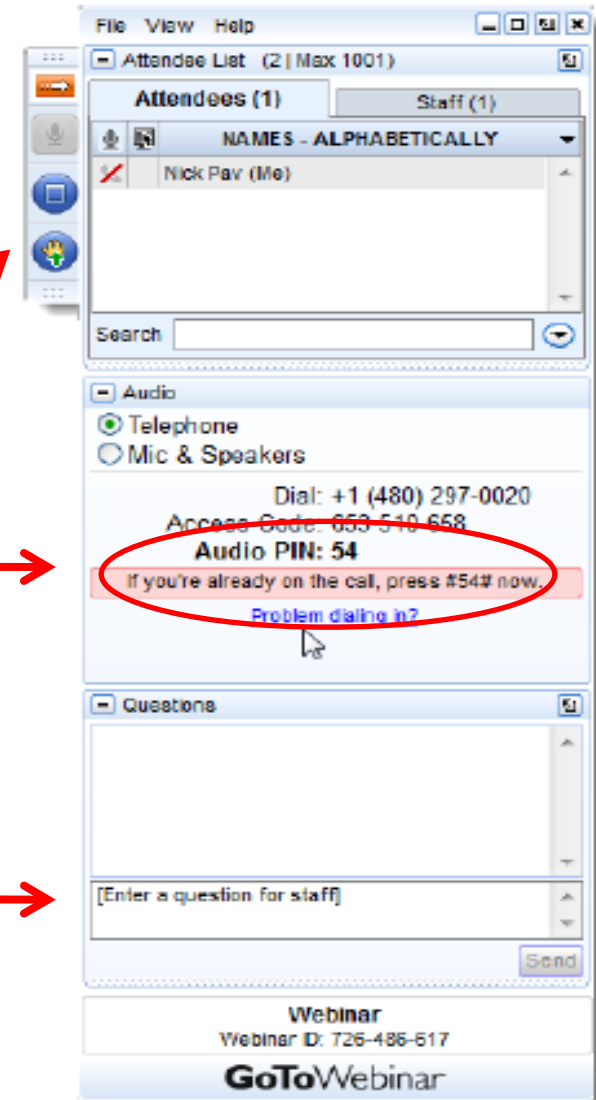 File View Help
Attendee List (2 | Max 1001)
Attendees (1) Staff (1)
NAMES - ALPHABETICALLY
Nick Pav (Me)
Search
Audio
Telephone
Mic & Speakers
Dial: +1 (480) 297-0020
Access Code:
Audio PIN: 54
If you're already on the call, press #54# now.
Problem dialing in?
Questions
[Enter a question for staff]
Send
Webinar
Webinar ID: 726-486-617
GoToWebinar